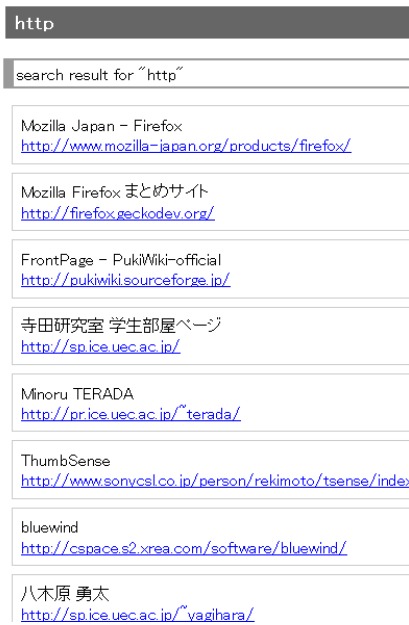 http
search result for "http"
Mozilla Japan - Firefox
http://www.mozilla-japan.org/products/firefox/
Mozilla Firefox まとめサイト
http://firefox.geckodev.org/
FrontPage - PukiWiki-official
http://pukiwiki.sourceforge.jp/
寺田研究室 学生部屋ページ
http://sp.ice.uec.ac.jp/
Minoru TERADA
http://pr.ice.uec.ac.jp/~terada/
ThumbSense
http://www.sonycsl.co.jp/person/rekimoto/tsense/index
bluewind
http://cspace.s2.xrea.com/software/bluewind/
八木原 勇太
http://sp.ice.uec.ac.jp/~yagihara/